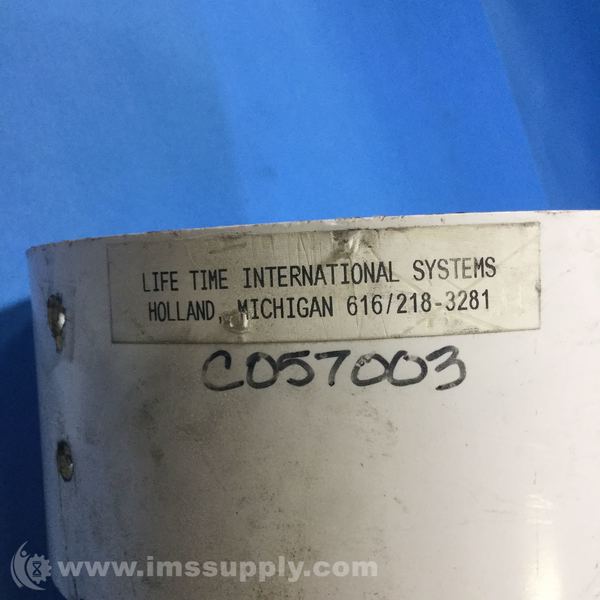 LIFE TIME INTERNATIONAL SYSTEMS
HOLLAND, MICHIGAN 616/218-3281
C057003
www.imssupply.com